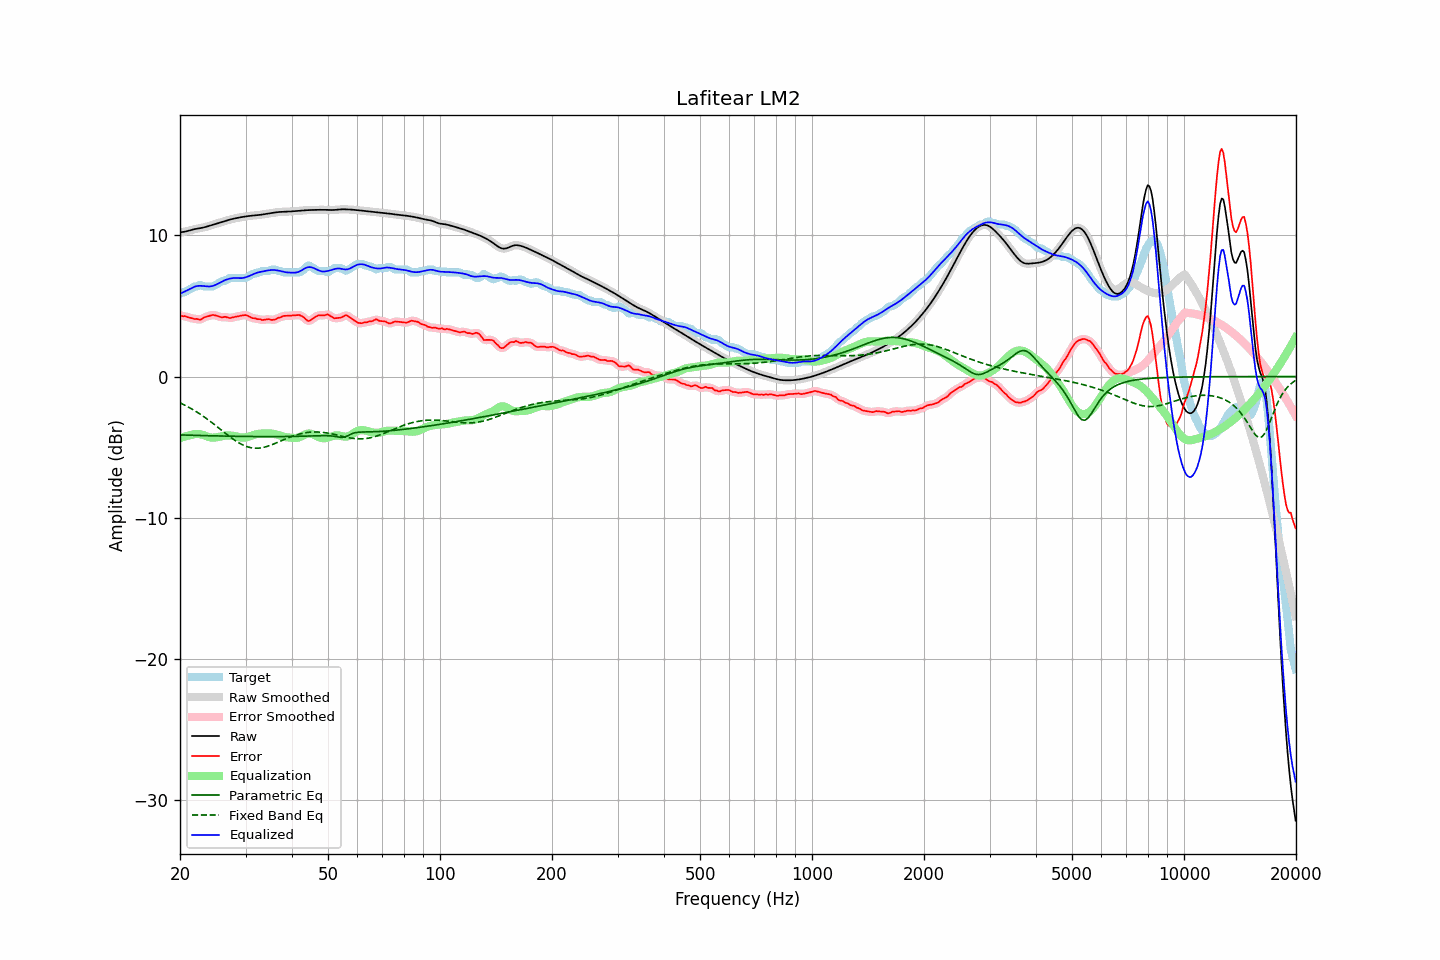 Lafitear LM2
10
0
−10
−20
−30
Amplitude (dBr)
Target
Raw Smoothed
Error Smoothed
Raw
Error
Equalization
Parametric Eq
Fixed Band Eq
Equalized
20 50 100 200 500 1000 2000 5000 10000 20000
Frequency (Hz)